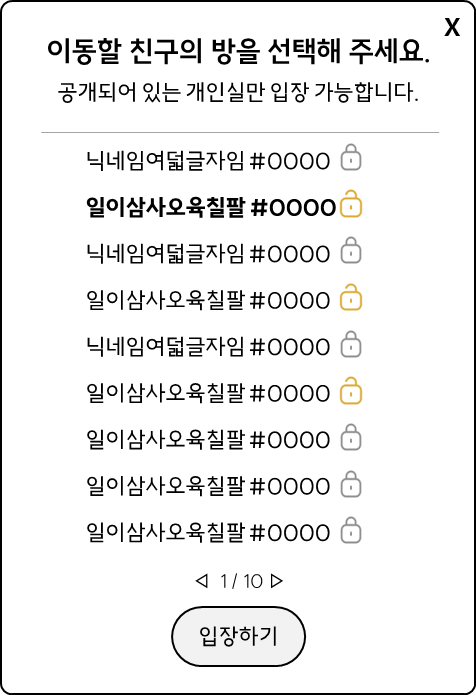 X
이동할 친구의 방을 선택해 주세요.
공개되어 있는 개인실만 입장 가능합니다.
닉네임여덟글자임 #0000
일이삼사오육칠팔 #0000
닉네임여덟글자임 #0000
일이삼사오육칠팔 #0000
닉네임여덟글자임 #0000
일이삼사오육칠팔 #0000
일이삼사오육칠팔 #0000
일이삼사오육칠팔 #0000
일이삼사오육칠팔 #0000
◁ 1 / 10 ▷
입장하기